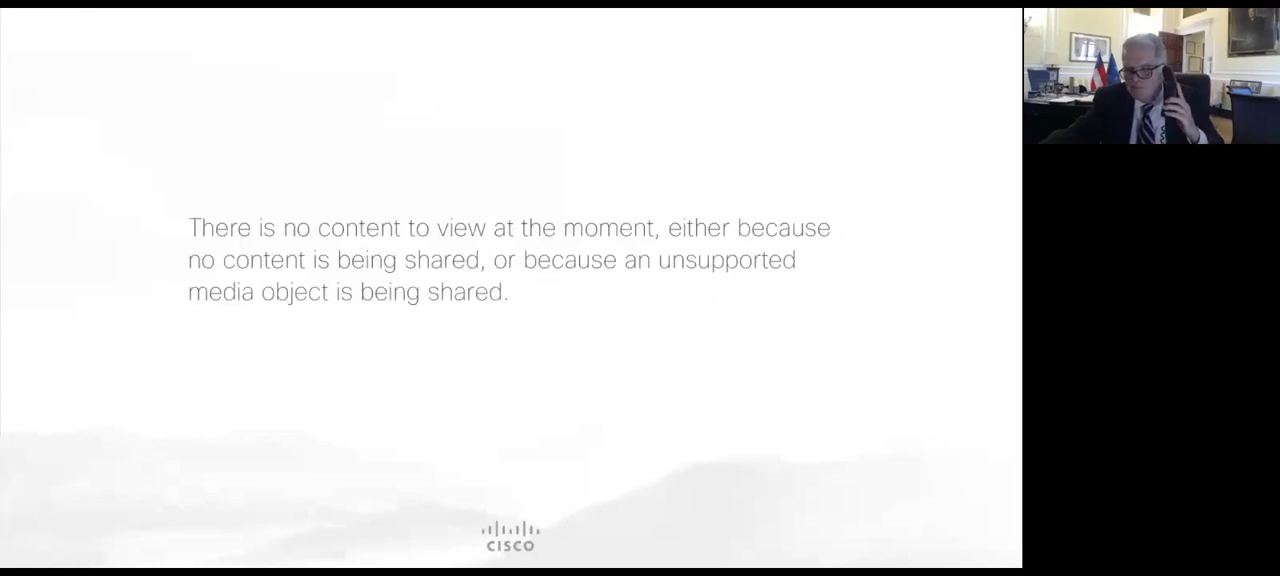 There is no content to view at the moment, either because
no content is being shared, or because an unsupported
media object is being shared.
CISCO